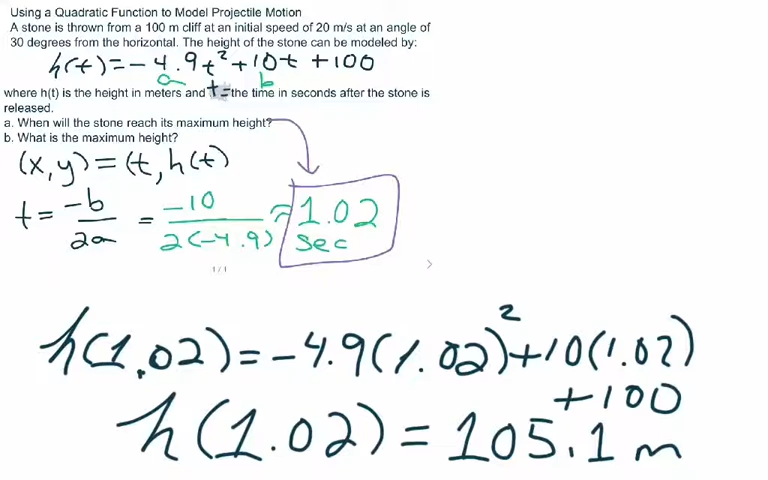 Using a Quadratic Function to Model Projectile Motion
A stone is thrown from a 100 m cliff at an initial speed of 20 m/s at an angle of
30 degrees from the horizontal. The height of the stone can be modeled by:
h(t)=-4.9t²+10t+100
a b
where h(t) is the height in meters and t=the time in seconds after the stone is
released.
a. When will the stone reach its maximum height?
b. What is the maximum height?
(x,y)=(t,h(t)
t= -b/2a = -10/2(-4.9) ≈ 1.02 sec
1/1
h(1.02)=-4.9(1.02)²+10(1.02)
+100
h(1.02)=105.1 m